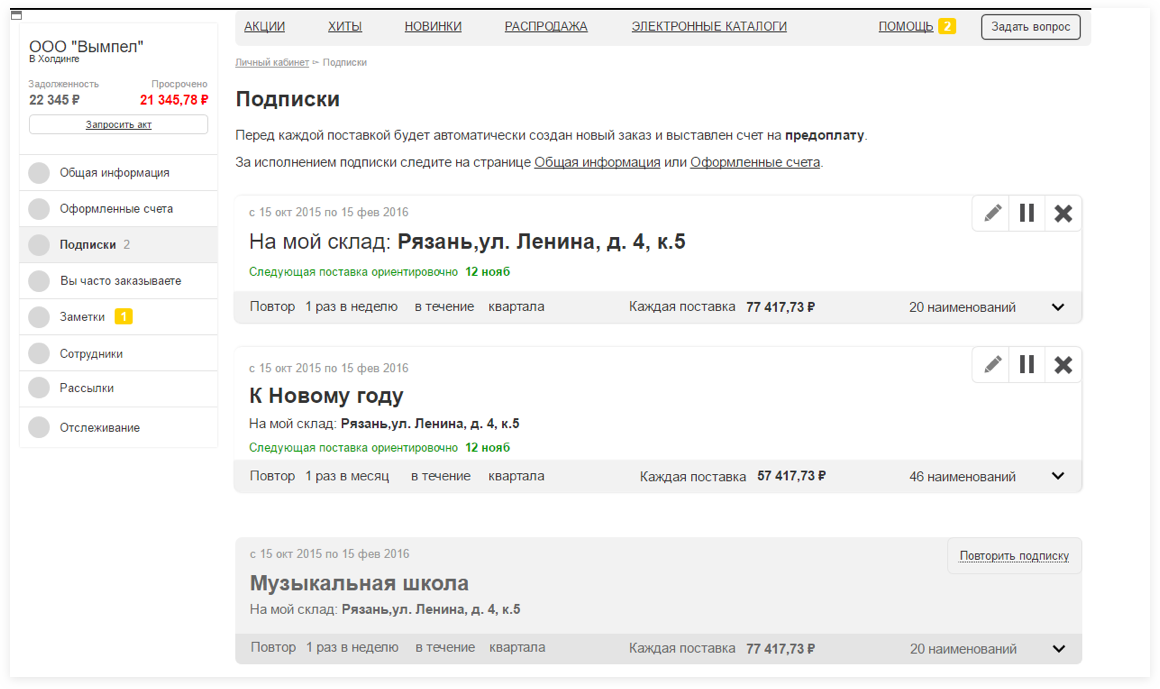 АКЦИИ ХИТЫ НОВИНКИ РАСПРОДАЖА ЭЛЕКТРОННЫЕ КАТАЛОГИ ПОМОЩЬ 2 Задать вопрос
ООО "Вымпел"
В Холдинге
Задолженность Просрочено
22 345 ₽ 21 345,78 ₽
Запросить акт
Общая информация
Оформленные счета
Подписки 2
Вы часто заказываете
Заметки 1
Сотрудники
Рассылки
Отслеживание
Личный кабинет > Подписки
Подписки
Перед каждой поставкой будет автоматически создан новый заказ и выставлен счет на предоплату.
За исполнением подписки следите на странице Общая информация или Оформленные счета.
с 15 окт 2015 по 15 фев 2016
На мой склад: Рязань,ул. Ленина, д. 4, к.5
Следующая поставка ориентировочно 12 нояб
Повтор 1 раз в неделю в течение квартала Каждая поставка 77 417,73 ₽ 20 наименований
с 15 окт 2015 по 15 фев 2016
К Новому году
На мой склад: Рязань,ул. Ленина, д. 4, к.5
Следующая поставка ориентировочно 12 нояб
Повтор 1 раз в месяц в течение квартала Каждая поставка 57 417,73 ₽ 46 наименований
с 15 окт 2015 по 15 фев 2016
Повторить подписку
Музыкальная школа
На мой склад: Рязань,ул. Ленина, д. 4, к.5
Повтор 1 раз в неделю в течение квартала Каждая поставка 77 417,73 ₽ 20 наименований